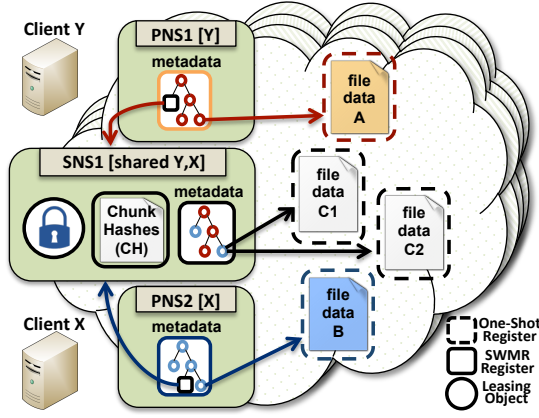 Client Y
PNS1 [Y]
metadata
file
data
A
SNS1 [shared Y,X]
Chunk
Hashes
(CH)
metadata
file
data
C1
file
data
C2
PNS2 [X]
metadata
file
data
B
Client X
One-Shot
Register
SWMR
Register
Leasing
Object